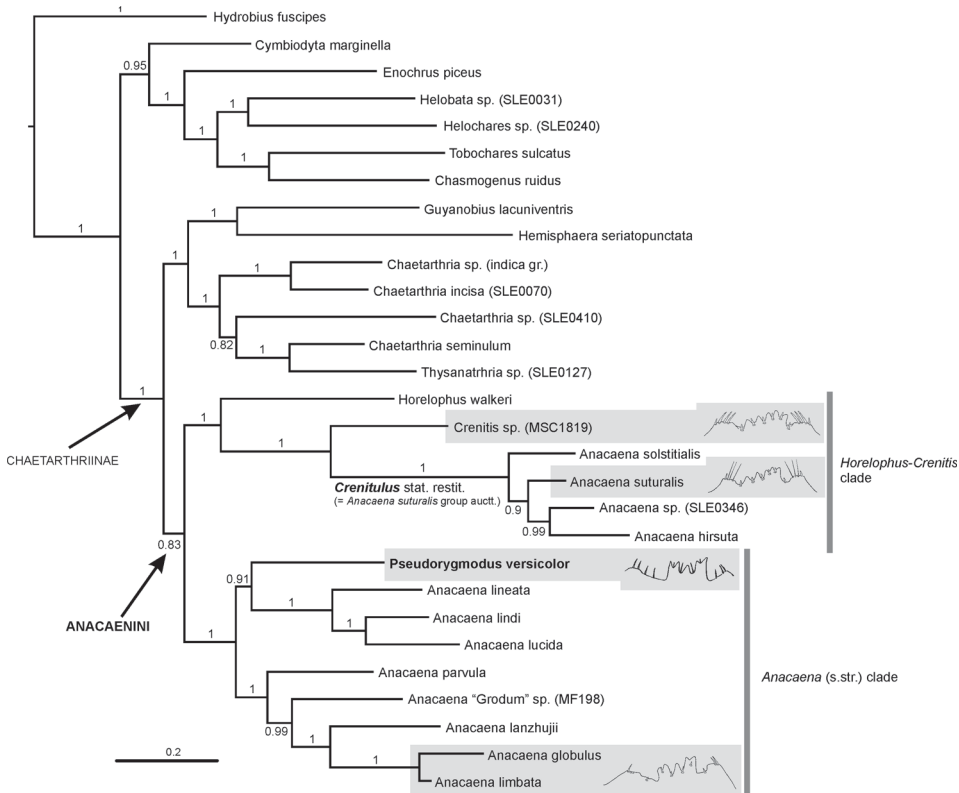 1
Hydrobius fuscipes
Cymbiodyta marginella
0.95
Enochrus piceus
1
1
Helobata sp. (SLE0031)
Helochares sp. (SLE0240)
1
Tobochares sulcatus
1
Chasmogenus ruidus
Guyanobius lacuniventris
1
1
Hemisphaera seriatopunctata
1
Chaetarthria sp. (indica gr.)
1
Chaetarthria incisa (SLE0070)
1
Chaetarthria sp. (SLE0410)
0.82
Chaetarthria seminulum
1
Thysanatrhria sp. (SLE0127)
1
CHAETARTHRIINAE
Horelophus walkeri
1
Crenitis sp. (MSC1819)
1
Anacaena solstitialis
1
Crenitulus stat. restit.
(= Anacaena suturalis group auctt.)
Anacaena suturalis
0.9
Anacaena sp. (SLE0346)
0.99
Anacaena hirsuta
Horelophus-Crenitis
clade
0.83
ANACAENINI
Pseudorygmodus versicolor
0.91
Anacaena lineata
1
Anacaena lindi
1
Anacaena lucida
1
Anacaena parvula
1
Anacaena “Grodum” sp. (MF198)
0.99
Anacaena lanzhujii
1
Anacaena globulus
1
Anacaena limbata
Anacaena (s.str.) clade
0.2